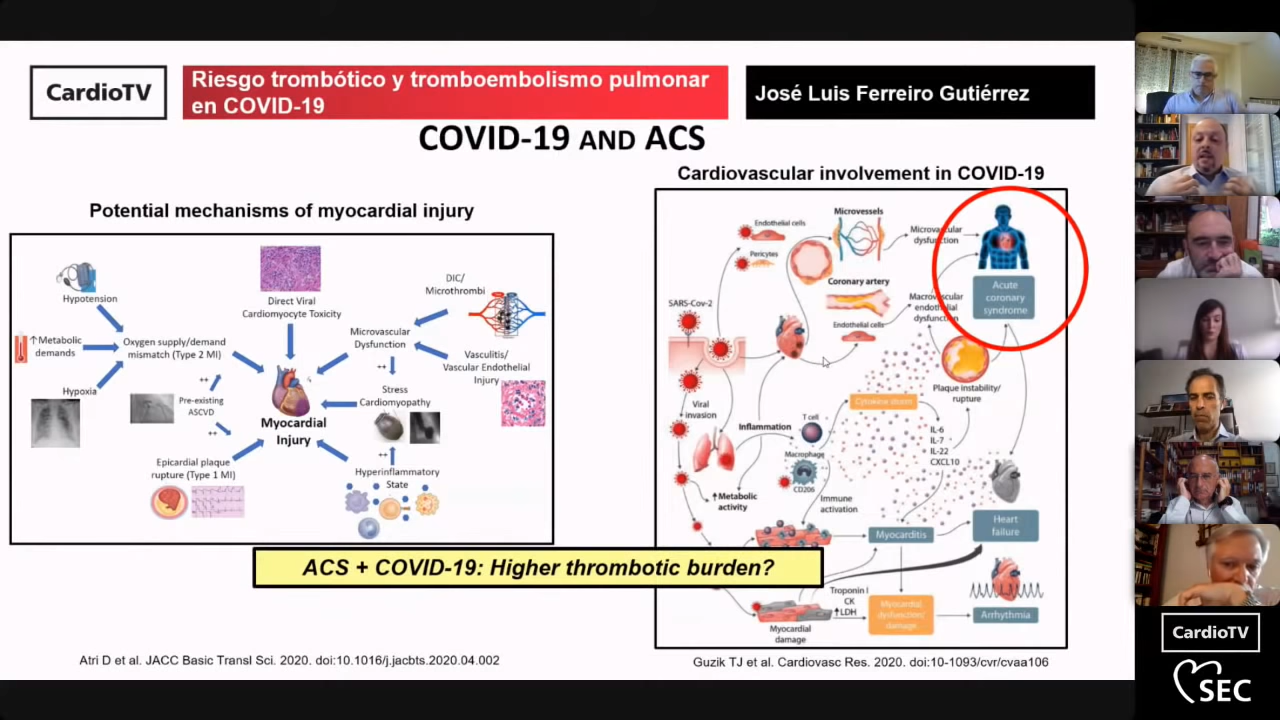 CardioTV
Riesgo trombótico y tromboembolismo pulmonar
en COVID-19
José Luis Ferreiro Gutiérrez
COVID-19 AND ACS
Potential mechanisms of myocardial injury
Hypotension
↑Metabolic
demands
Hypoxia
Oxygen supply/demand
mismatch (Type 2 MI)
++
Pre-existing
ASCVD
++
Epicardial plaque
rupture (Type 1 MI)
Direct Viral
Cardiomyocyte Toxicity
Myocardial
Injury
DIC/
Microthrombi
Microvascular
Dysfunction
++
Vasculitis/
Vascular Endothelial
Injury
Stress
Cardiomyopathy
++
Hyperinflammatory
State
Cardiovascular involvement in COVID-19
Endothelial cells
Pericytes
Microvessels
Microvascular
dysfunction
Coronary artery
Macrovascular
endothelial
dysfunction
Endothelial cells
Acute
coronary
syndrome
SARS-Cov-2
Plaque instability/
rupture
Viral
invasion
Cytokine storm
Inflammation
T cell
IL-6
IL-7
IL-22
CXCL10
Macrophage
CD206
↑Metabolic
activity
Immune
activation
Myocarditis
Heart
failure
Troponin I
CK
↑LDH
Myocardial
dysfunction/
damage
Arrhythmia
Myocardial
damage
ACS + COVID-19: Higher thrombotic burden?
Atri D et al. JACC Basic Transl Sci. 2020. doi:10.1016/j.jacbts.2020.04.002
Guzik TJ et al. Cardiovasc Res. 2020. doi:10-1093/cvr/cvaa106
CardioTV
SEC